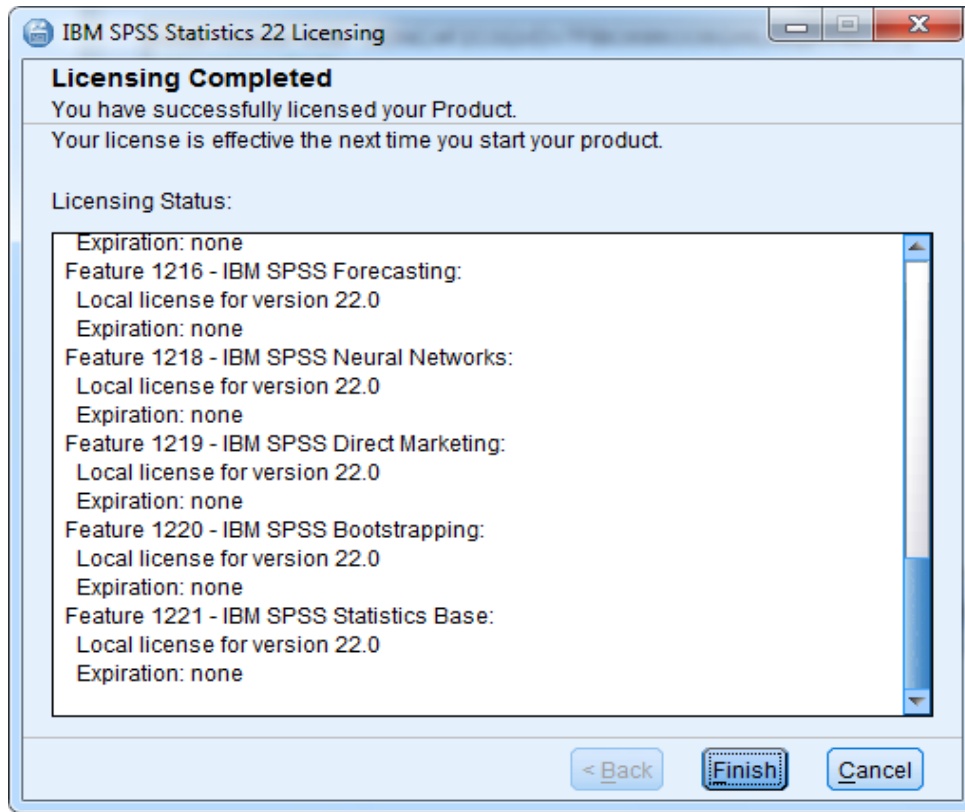 IBM SPSS Statistics 22 Licensing
Licensing Completed
You have successfully licensed your Product.
Your license is effective the next time you start your product.
Licensing Status:
Expiration: none
Feature 1216 - IBM SPSS Forecasting:
Local license for version 22.0
Expiration: none
Feature 1218 - IBM SPSS Neural Networks:
Local license for version 22.0
Expiration: none
Feature 1219 - IBM SPSS Direct Marketing:
Local license for version 22.0
Expiration: none
Feature 1220 - IBM SPSS Bootstrapping:
Local license for version 22.0
Expiration: none
Feature 1221 - IBM SPSS Statistics Base:
Local license for version 22.0
Expiration: none
< Back Finish Cancel